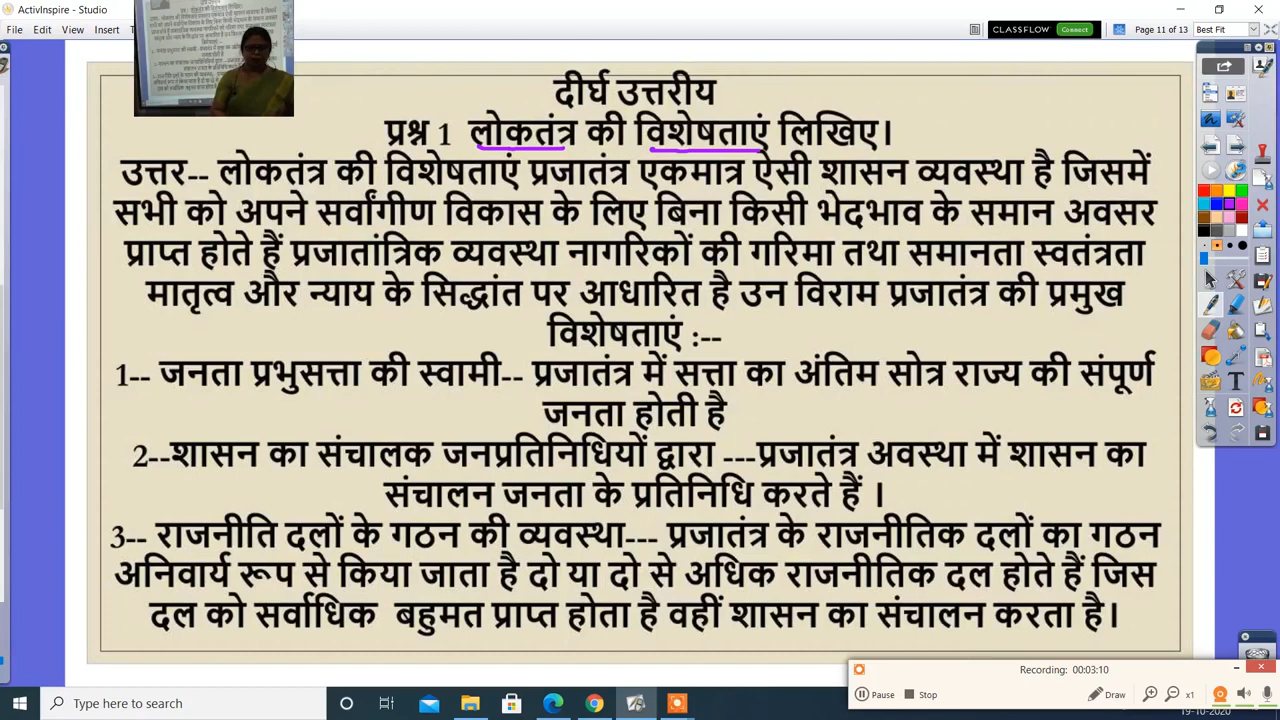 ActivInspire - Studio
File Edit View Insert
CLASSFLOW Connect
Page 11 of 13
Best Fit
दीर्घ उत्तरीय
प्रश्न 1 लोकतंत्र की विशेषताएं लिखिए।
उत्तर-- लोकतंत्र की विशेषताएं प्रजातंत्र एकमात्र ऐसी शासन व्यवस्था है जिसमें
सभी को अपने सर्वांगीण विकास के लिए बिना किसी भेदभाव के समान अवसर
प्राप्त होते हैं प्रजातांत्रिक व्यवस्था नागरिकों की गरिमा तथा समानता स्वतंत्रता
मातृत्व और न्याय के सिद्धांत पर आधारित है उन विराम प्रजातंत्र की प्रमुख
विशेषताएं :--
1-- जनता प्रभुसत्ता की स्वामी-- प्रजातंत्र में सत्ता का अंतिम सोत्र राज्य की संपूर्ण
जनता होती है
2--शासन का संचालक जनप्रतिनिधियों द्वारा ---प्रजातंत्र अवस्था में शासन का
संचालन जनता के प्रतिनिधि करते हैं ।
3-- राजनीति दलों के गठन की व्यवस्था--- प्रजातंत्र के राजनीतिक दलों का गठन
अनिवार्य रूप से किया जाता है दो या दो से अधिक राजनीतिक दल होते हैं जिस
दल को सर्वाधिक बहुमत प्राप्त होता है वहीं शासन का संचालन करता है।
Recording: 00:03:10
Pause Stop Draw x1
Type here to search
19-10-2020